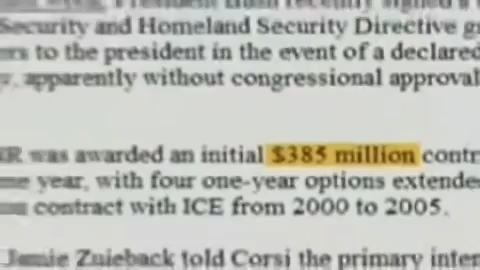 recently signed a
Security and Homeland Security Directive
to the president in the event of a declared
apparently without congressional approval
was awarded an initial $385 million contr
year, with four one-year options extende
contract with ICE from 2000 to 2005.
Jamie Zuieback told Corsi the primary inter